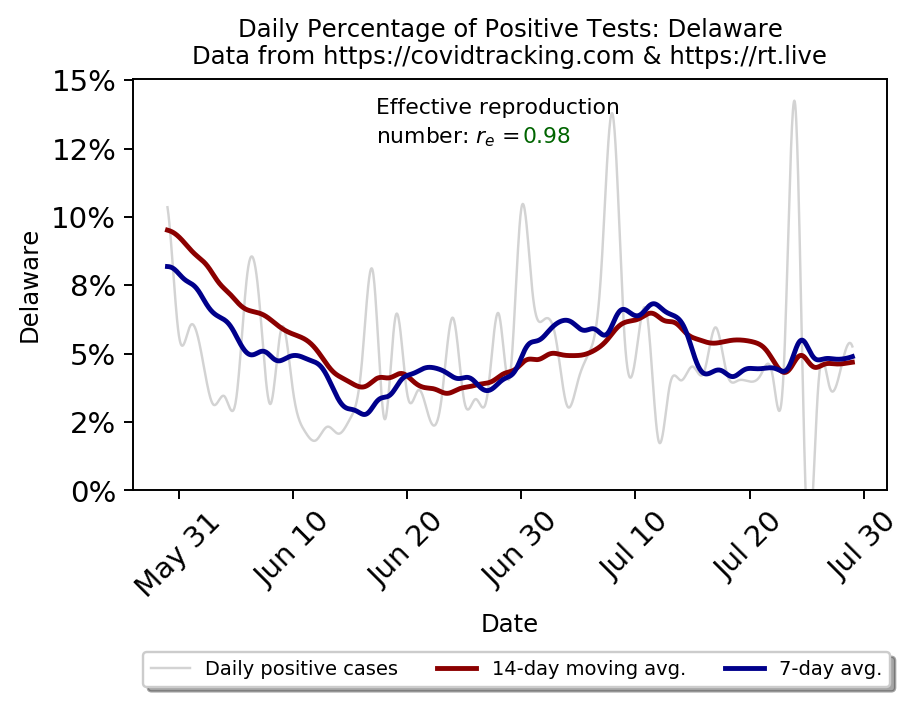 Daily Percentage of Positive Tests: Delaware
Data from https://covidtracking.com & https://rt.live
Effective reproduction
number: rₑ = 0.98
15%
12%
10%
8%
5%
2%
0%
Delaware
May 31
Jun 10
Jun 20
Jun 30
Jul 10
Jul 20
Jul 30
Date
Daily positive cases
14-day moving avg.
7-day avg.